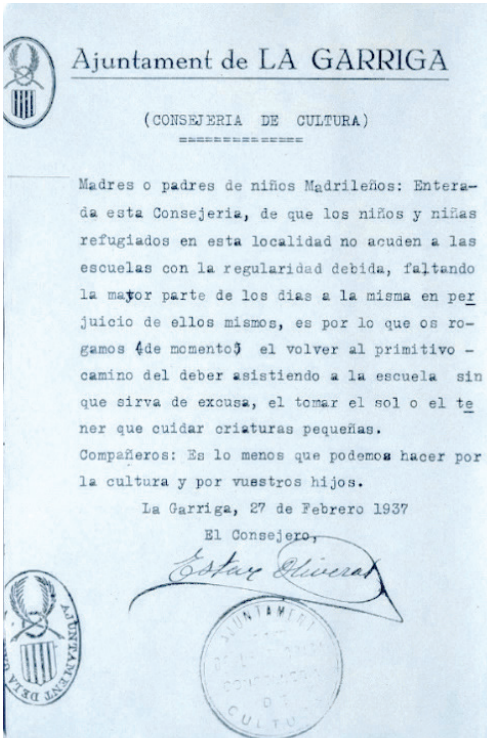 Ajuntament de LA GARRIGA
(CONSEJERIA DE CULTURA)
==============
Madres o padres de niños Madrileños: Entera-
da esta Consejeria, de que los niños y niñas
refugiados en esta localidad no acuden a las
escuelas con la regularidad debida, faltando
la mayor parte de los dias a la misma en per
juicio de ellos mismos, es por lo que os ro-
gamos de momento el volver al primitivo -
camino del deber asistiendo a la escuela sin
que sirva de excusa, el tomar el sol o el te
ner que cuidar criaturas pequeñas.
Compañeros: Es lo menos que podemos hacer por
la cultura y por vuestros hijos.
La Garriga, 27 de Febrero 1937
El Consejero,
Oliveras
AJUNTAMENT DE LA
AJUNTAMENT
DE
CULTU